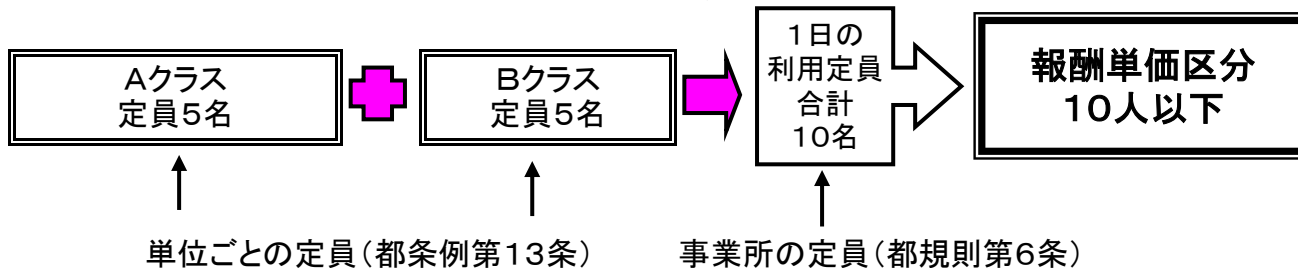 Aクラス
定員5名
Bクラス
定員5名
1日の
利用定員
合計
10名
報酬単価区分
10人以下
単位ごとの定員(都条例第13条)
事業所の定員(都規則第6条)